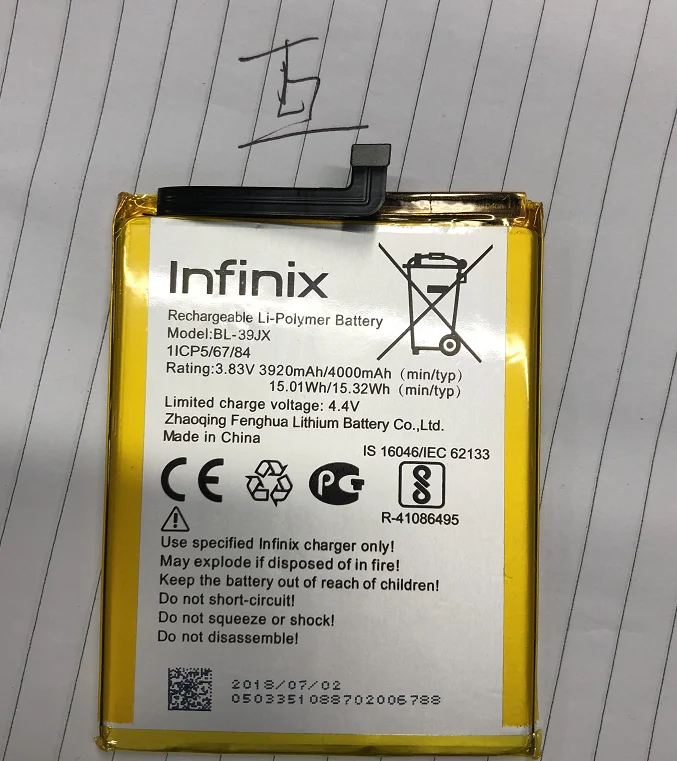 Infinix
Rechargeable Li-Polymer Battery
Model:BL-39JX
1ICP5/67/84
Rating:3.83V 3920mAh/4000mAh (min/typ)
15.01Wh/15.32Wh (min/typ)
Limited charge voltage: 4.4V
Zhaoqing Fenghua Lithium Battery Co.,Ltd.
Made in China
IS 16046/IEC 62133
CE
R-41086495
Use specified Infinix charger only!
May explode if disposed of in fire!
Keep the battery out of reach of children!
Do not short-circuit!
Do not squeeze or shock!
Do not disassemble!
2018/07/02
0503351088702006788